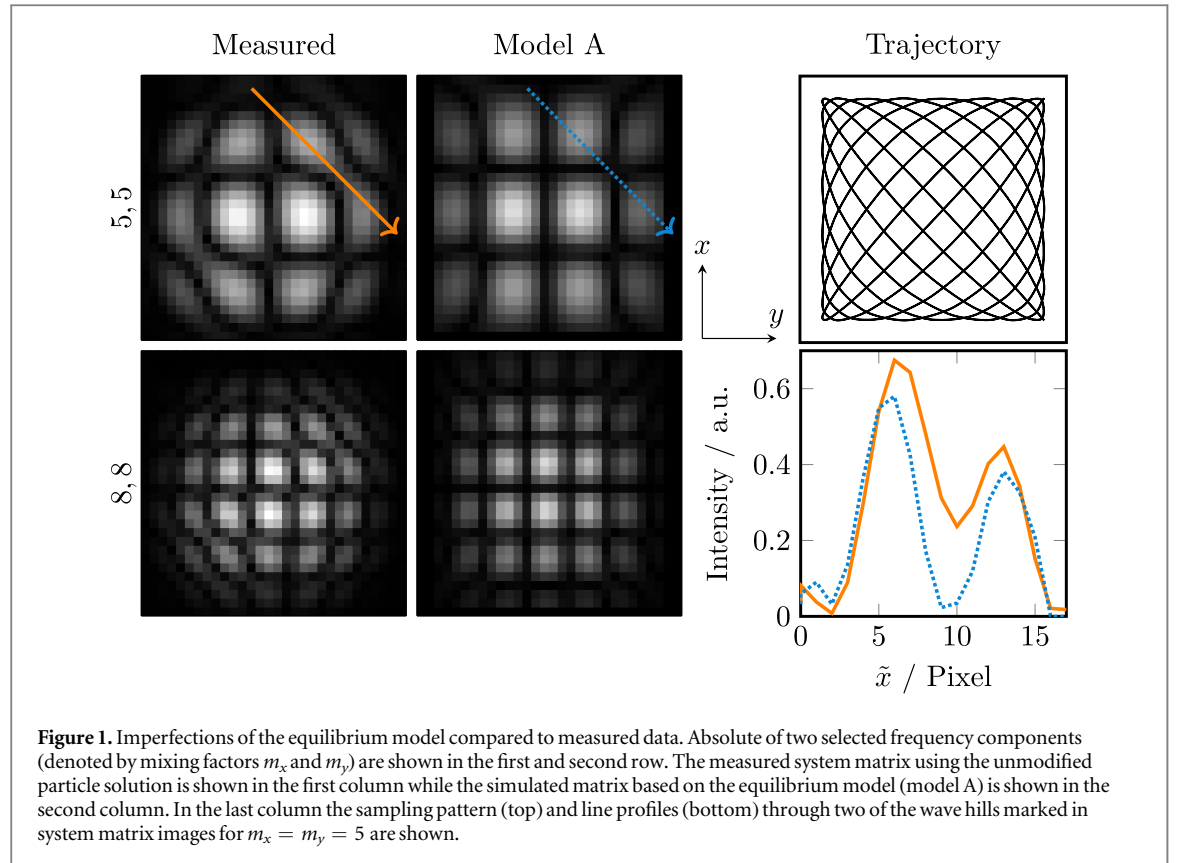 Measured
Model A
Trajectory
5, 5
x
y
8, 8
Intensity / a.u.
0.6
0.4
0.2
0
0
5
10
15
x̃ / Pixel
Figure 1. Imperfections of the equilibrium model compared to measured data. Absolute of two selected frequency components
(denoted by mixing factors mₓ and m_y) are shown in the first and second row. The measured system matrix using the unmodified
particle solution is shown in the first column while the simulated matrix based on the equilibrium model (model A) is shown in the
second column. In the last column the sampling pattern (top) and line profiles (bottom) through two of the wave hills marked in
system matrix images for mₓ = m_y = 5 are shown.